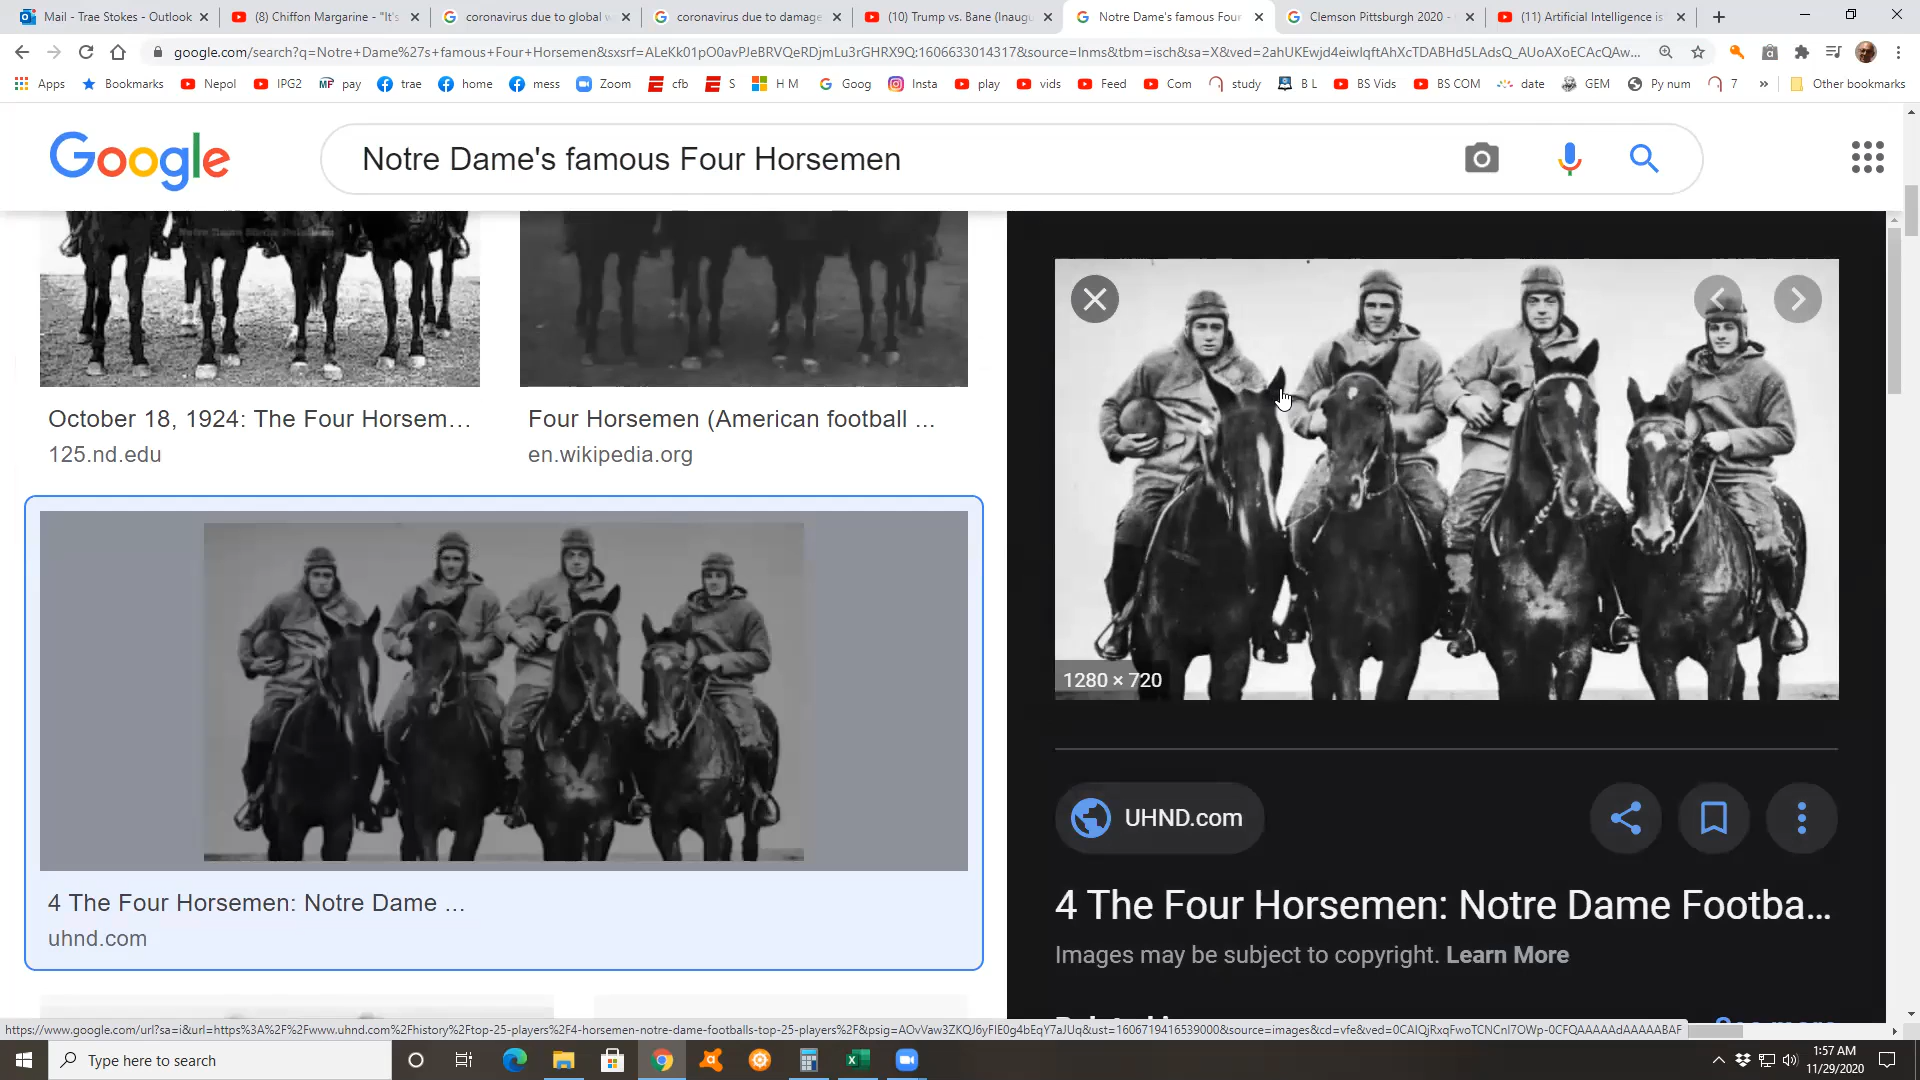 Mail - Trae Stokes - Outlook
(8) Chiffon Margarine - "It's
coronavirus due to global w
coronavirus due to damage
(10) Trump vs. Bane (Inaugu
Notre Dame's famous Four
Clemson Pittsburgh 2020 -
(11) Artificial Intelligence is
google.com/search?q=Notre+Dame%27s+famous+Four+Horsemen&sxsrf=ALeKk01pO0avPJeBRVQeRDjmLu3rGHRX9Q:1606633014317&source=lnms&tbm=isch&sa=X&ved=2ahUKEwjd4eiwlqftAhXcTDABHd5LAdsQ_AUoAXoECAcQAw...
Apps
Bookmarks
Nepol
IPG2
MF pay
trae
home
mess
Zoom
cfb
S
H M
Goog
Insta
play
vids
Feed
Com
study
B L
BS Vids
BS COM
date
GEM
Py num
7
»
Other bookmarks
Google
Notre Dame's famous Four Horsemen
October 18, 1924: The Four Horsem...
125.nd.edu
Four Horsemen (American football ...
en.wikipedia.org
4 The Four Horsemen: Notre Dame ...
uhnd.com
1280 × 720
UHND.com
4 The Four Horsemen: Notre Dame Footba...
Images may be subject to copyright. Learn More
https://www.google.com/url?sa=i&url=https%3A%2F%2Fwww.uhnd.com%2Fhistory%2Ftop-25-players%2F4-horsemen-notre-dame-footballs-top-25-players%2F&psig=AOvVaw3ZKQJ6yFIE0g4bEqY7aJUq&ust=1606719416539000&source=images&cd=vfe&ved=0CAIQjRxqFwoTCNCnl7OWp-0CFQAAAAAdAAAAABAF
Type here to search
1:57 AM
11/29/2020